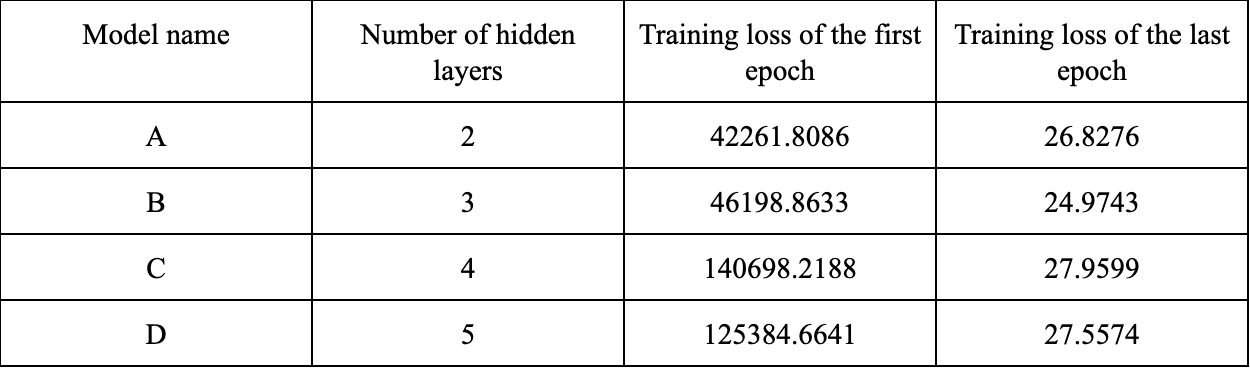 Model name
Number of hidden
layers
Training loss of the first
epoch
Training loss of the last
epoch
A 2 42261.8086 26.8276
B 3 46198.8633 24.9743
C 4 140698.2188 27.9599
D 5 125384.6641 27.5574